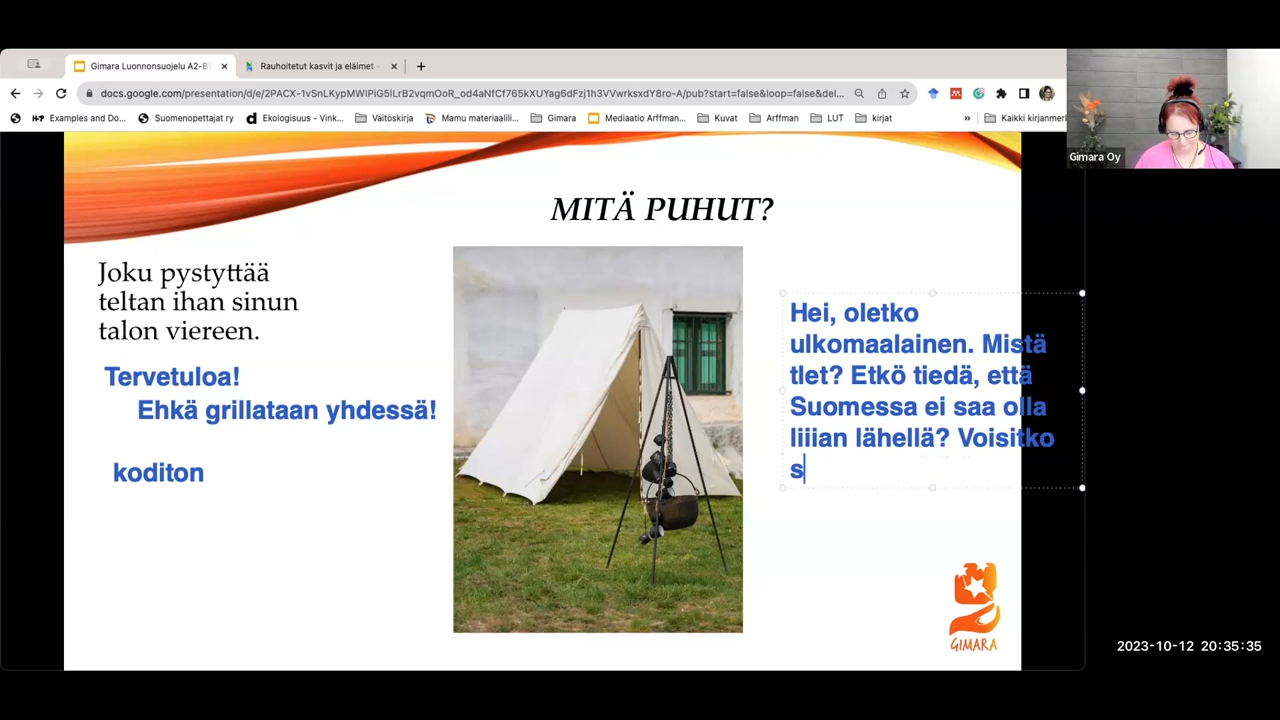 Gimara Luonnonsuojelu A2-B1
Rauhoitetut kasvit ja eläimet -
docs.google.com/presentation/d/e/2PACX-1vSnLKypMWIPiG5lLrB2vqmOoR_od4aNfCf765kXUYag6dFzj1h3VVwrksxdY8ro-A/pub?start=false&loop=false&del...
Examples and Do...
Suomenopettajat ry
Ekologisuus - Vink...
Väitöskirja
Mamu materiaalili...
Gimara
Mediaatio Arffman...
Kuvat
Arffman
LUT
kirjat
»
Kaikki kirjanmerki
Gimara Oy
MITÄ PUHUT?
Joku pystyttää
teltan ihan sinun
talon viereen.
Tervetuloa!
Ehkä grillataan yhdessä!
koditon
Hei, oletko
ulkomaalainen. Mistä
tlet? Etkö tiedä, että
Suomessa ei saa olla
liiian lähellä? Voisitko
s
GIMARA
2023-10-12 20:35:35